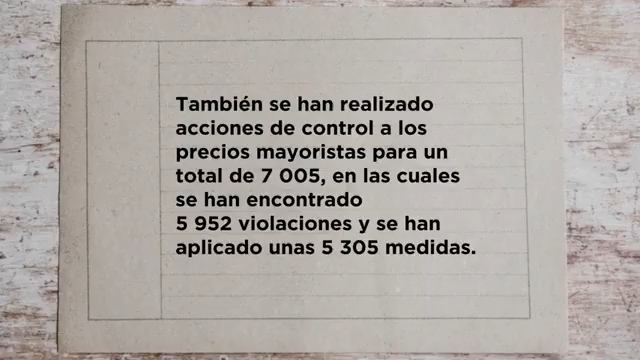 También se han realizado
acciones de control a los
precios mayoristas para un
total de 7 005, en las cuales
se han encontrado
5 952 violaciones y se han
aplicado unas 5 305 medidas.